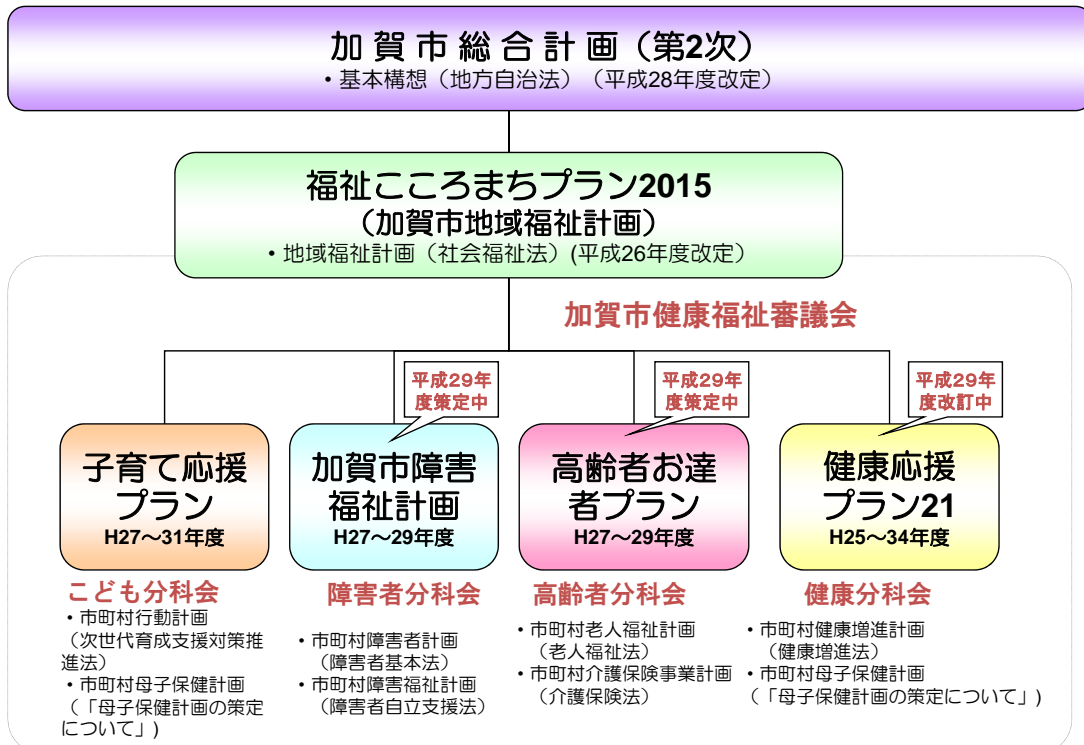 加賀市総合計画（第2次）
・基本構想（地方自治法）（平成28年度改定）
福祉こころまちプラン2015
（加賀市地域福祉計画）
・地域福祉計画（社会福祉法）(平成26年度改定）
加賀市健康福祉審議会
平成29年
度策定中
平成29年
度策定中
平成29年
度改訂中
子育て応援
プラン
H27～31年度
加賀市障害
福祉計画
H27～29年度
高齢者お達
者プラン
H27～29年度
健康応援
プラン21
H25～34年度
こども分科会
・市町村行動計画
（次世代育成支援対策推
進法）
・市町村母子保健計画
（「母子保健計画の策定
について」）
障害者分科会
・市町村障害者計画
（障害者基本法）
・市町村障害福祉計画
（障害者自立支援法）
高齢者分科会
・市町村老人福祉計画
（老人福祉法）
・市町村介護保険事業計画
（介護保険法）
健康分科会
・市町村健康増進計画
（健康増進法）
・市町村母子保健計画
（「母子保健計画の策定について」）